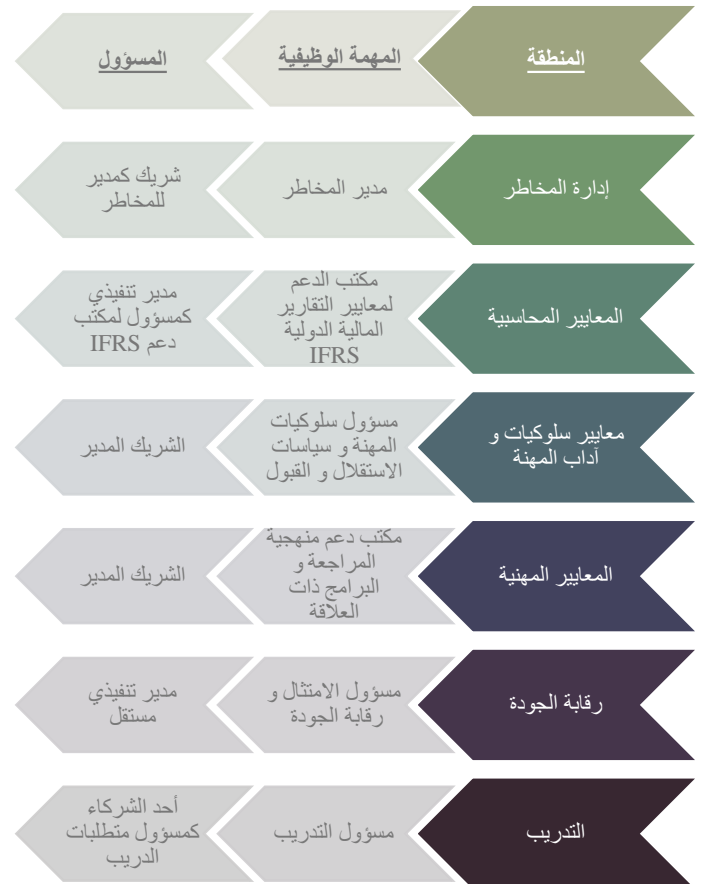 المنطقة
المهمة الوظيفية
المسؤول
إدارة المخاطر
مدير المخاطر
شريك كمدير
للمخاطر
المعايير المحاسبية
مكتب الدعم
لمعايير التقارير
المالية الدولية
IFRS
مدير تنفيذي
كمسؤول لمكتب
دعم IFRS
معايير سلوكيات و
آداب المهنة
مسؤول سلوكيات
المهنة و سياسات
الاستقلال و القبول
الشريك المدير
المعايير المهنية
مكتب دعم منهجية
المراجعة و
البرامج ذات
العلاقة
الشريك المدير
رقابة الجودة
مسؤول الامتثال و
رقابة الجودة
مدير تنفيذي
مستقل
التدريب
مسؤول التدريب
أحد الشركاء
كمسؤول متطلبات
الدريب